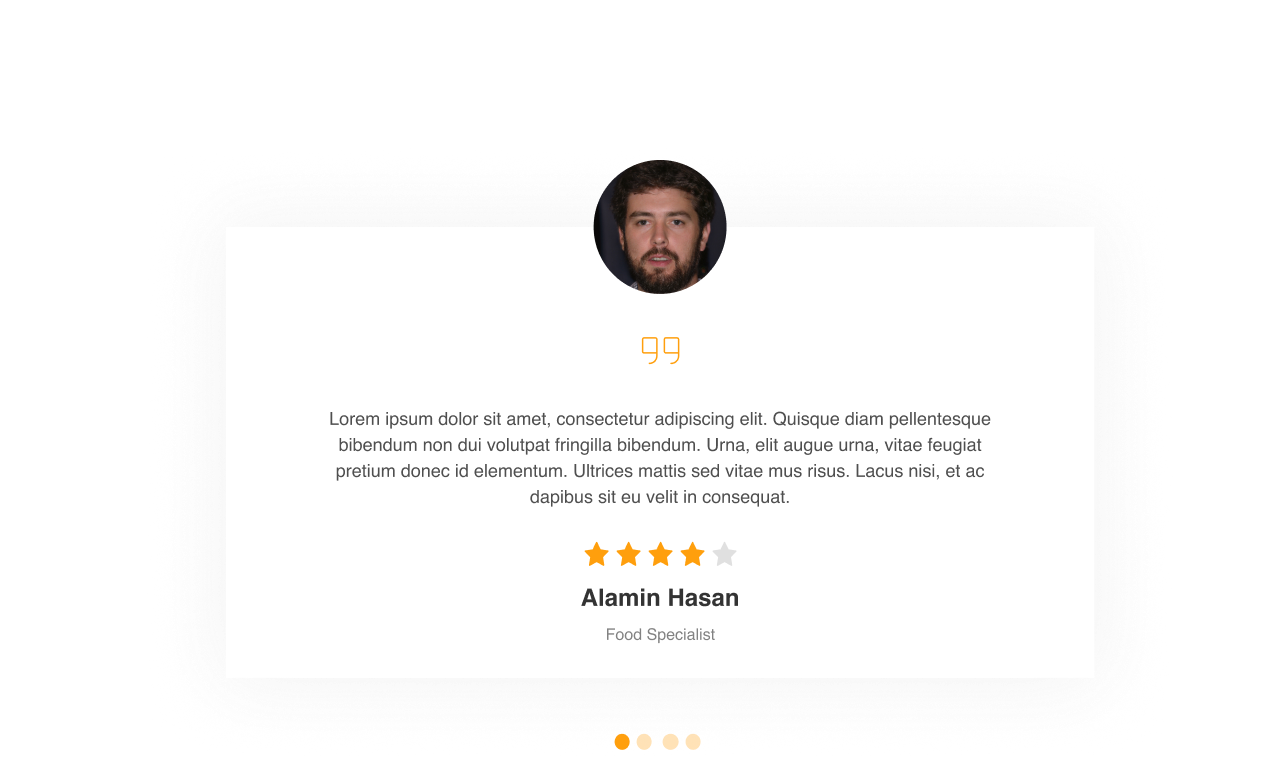 Lorem ipsum dolor sit amet, consectetur adipiscing elit. Quisque diam pellentesque
bibendum non dui volutpat fringilla bibendum. Urna, elit augue urna, vitae feugiat
pretium donec id elementum. Ultrices mattis sed vitae mus risus. Lacus nisi, et ac
dapibus sit eu velit in consequat.
Alamin Hasan
Food Specialist